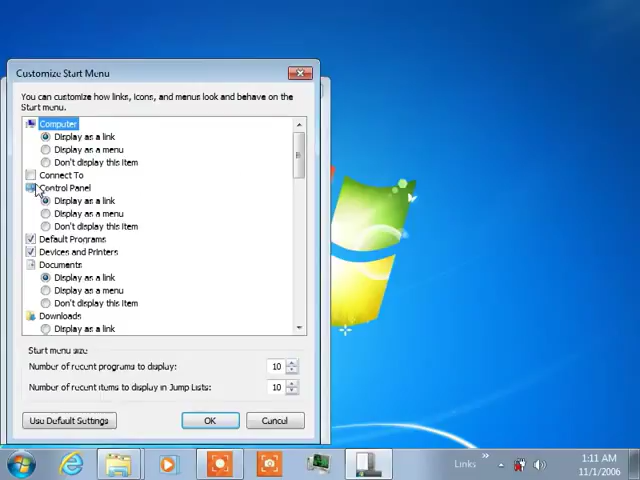 Customize Start Menu
You can customize how links, icons, and menus look and behave on the
Start menu.
Computer
Display as a link
Display as a menu
Don't display this item
Connect To
Control Panel
Display as a link
Display as a menu
Don't display this item
Default Programs
Devices and Printers
Documents
Display as a link
Display as a menu
Don't display this item
Downloads
Display as a link
Start menu size
Number of recent programs to display: 10
Number of recent items to display in Jump Lists: 10
Use Default Settings OK Cancel
Links » 1:11 AM
11/1/2006